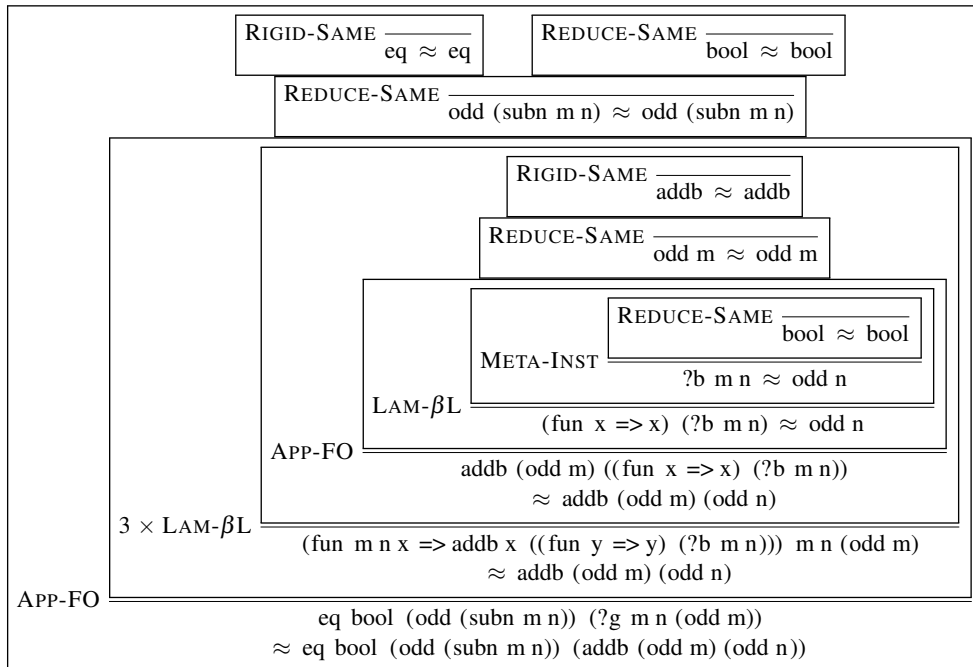 RIGID-SAME
eq ≈ eq
REDUCE-SAME
bool ≈ bool
REDUCE-SAME
odd (subn m n) ≈ odd (subn m n)
RIGID-SAME
addb ≈ addb
REDUCE-SAME
odd m ≈ odd m
REDUCE-SAME
bool ≈ bool
META-INST
?b m n ≈ odd n
LAM-βL
(fun x => x) (?b m n) ≈ odd n
APP-FO
addb (odd m) ((fun x => x) (?b m n))
≈ addb (odd m) (odd n)
3 × LAM-βL
(fun m n x => addb x ((fun y => y) (?b m n))) m n (odd m)
≈ addb (odd m) (odd n)
APP-FO
eq bool (odd (subn m n)) (?g m n (odd m))
≈ eq bool (odd (subn m n)) (addb (odd m) (odd n))